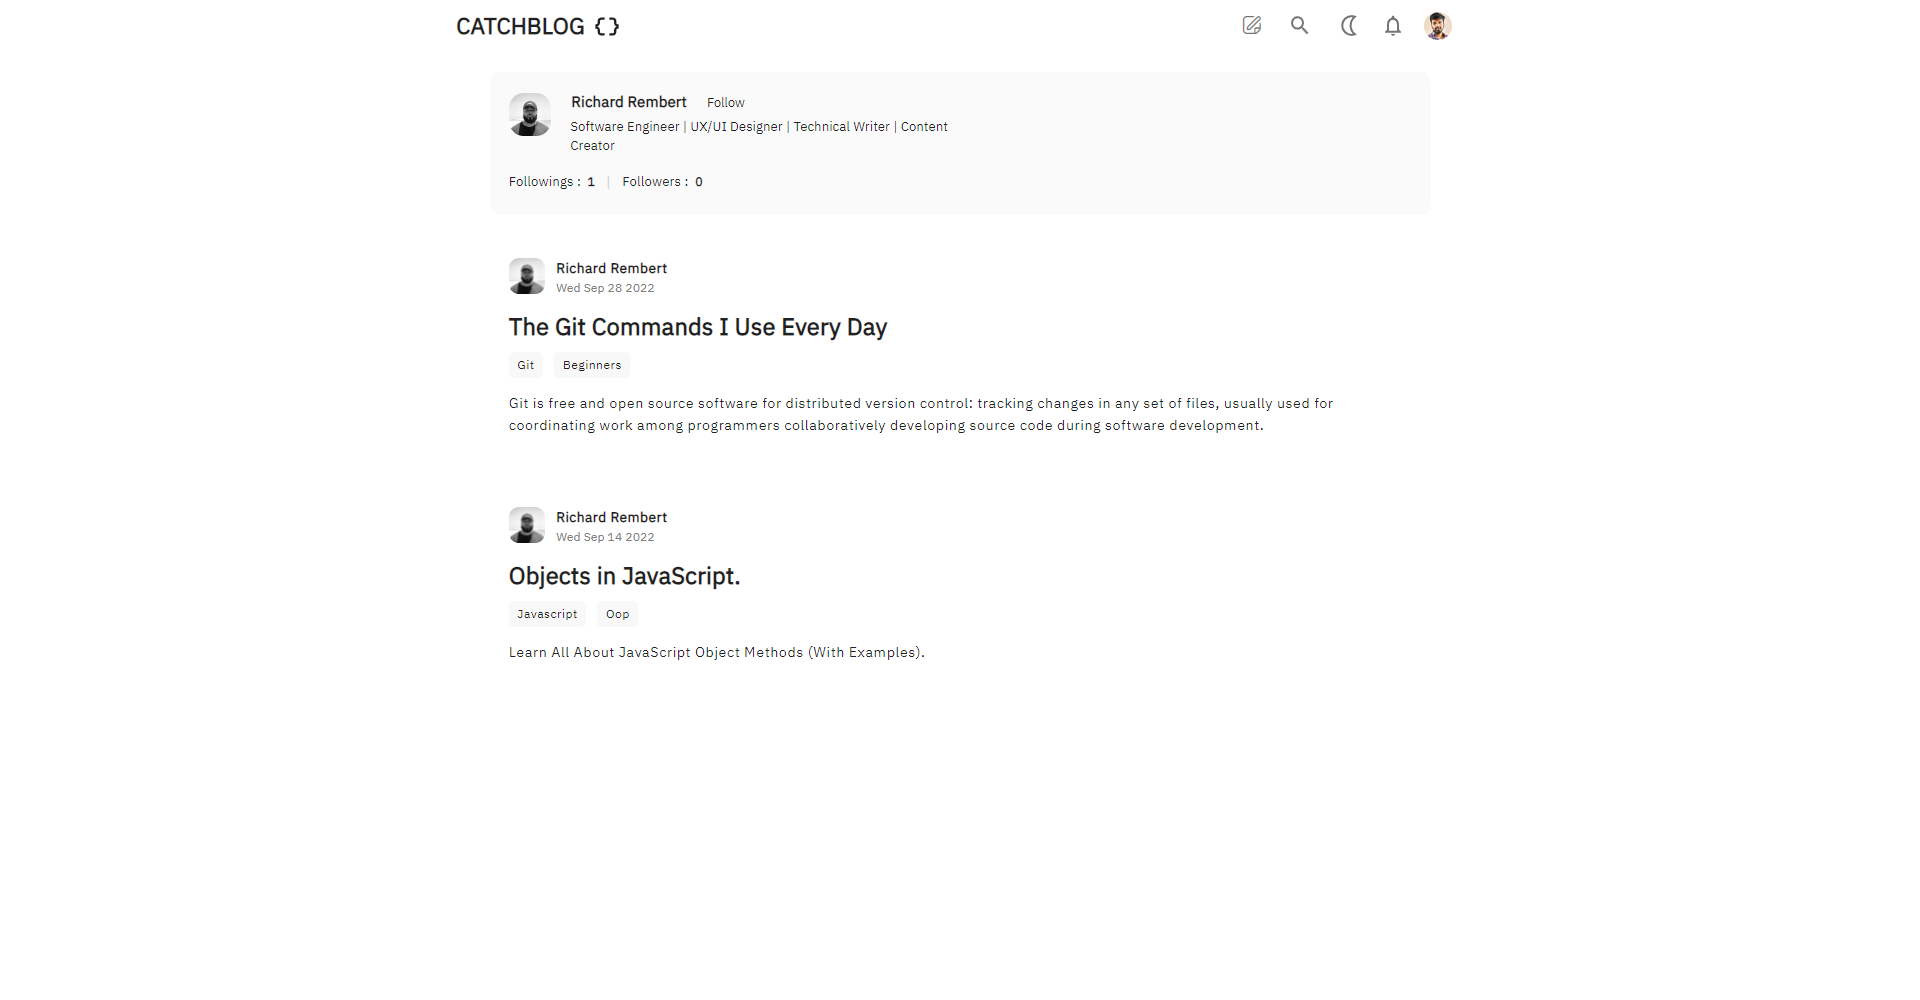 CATCHBLOG {}
Richard Rembert Follow
Software Engineer | UX/UI Designer | Technical Writer | Content
Creator
Followings : 1 | Followers : 0
Richard Rembert
Wed Sep 28 2022
The Git Commands I Use Every Day
Git Beginners
Git is free and open source software for distributed version control: tracking changes in any set of files, usually used for
coordinating work among programmers collaboratively developing source code during software development.
Richard Rembert
Wed Sep 14 2022
Objects in JavaScript.
Javascript Oop
Learn All About JavaScript Object Methods (With Examples).